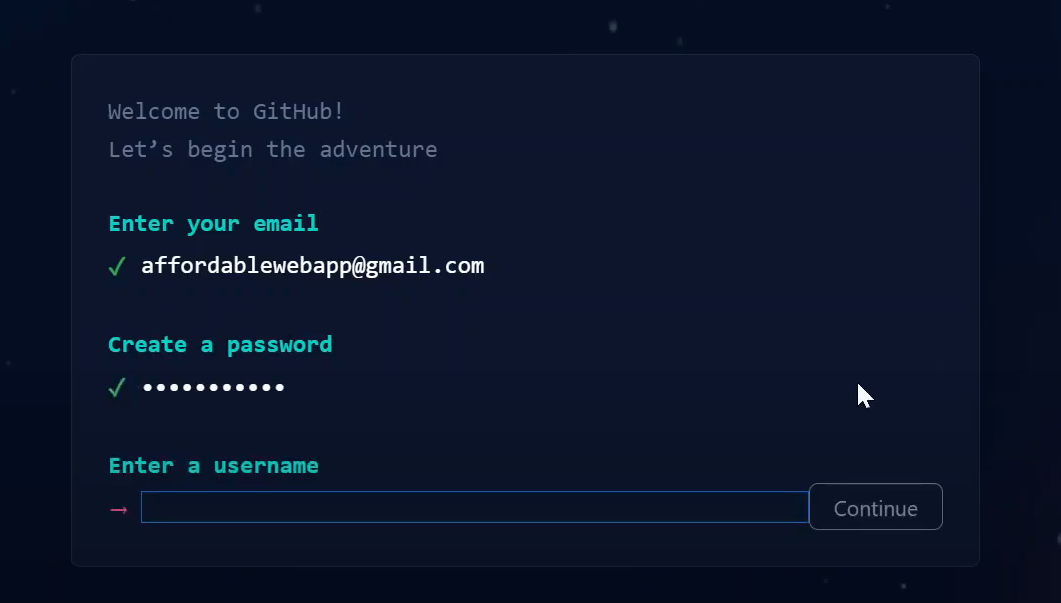 Welcome to GitHub!
Let’s begin the adventure
Enter your email
✓ affordablewebapp@gmail.com
Create a password
✓ •••••••••••
Enter a username
→
Continue